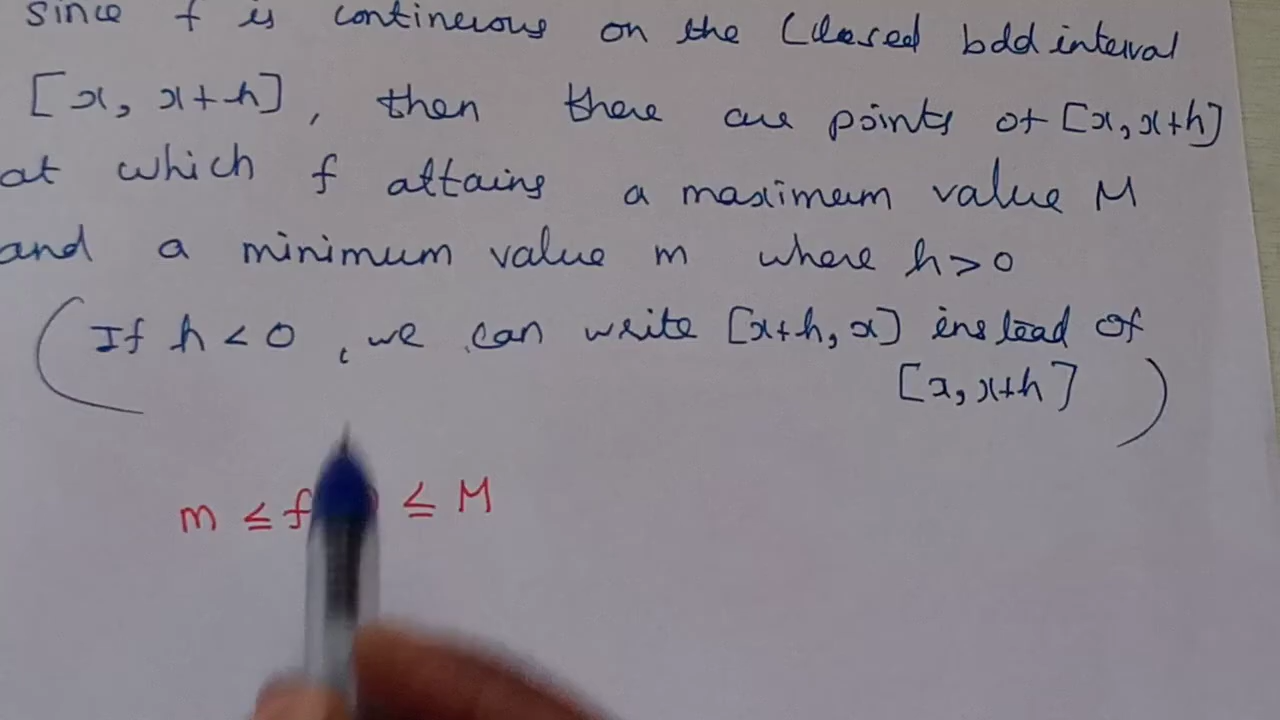 since f is continuous on the closed bdd interval
[x, x+h], then there are points of [x, x+h]
at which f attains a maximum value M
and a minimum value m where h>0
(If h<0, we can write [x+h, x] instead of
[x, x+h])
m ≤ f ≤ M